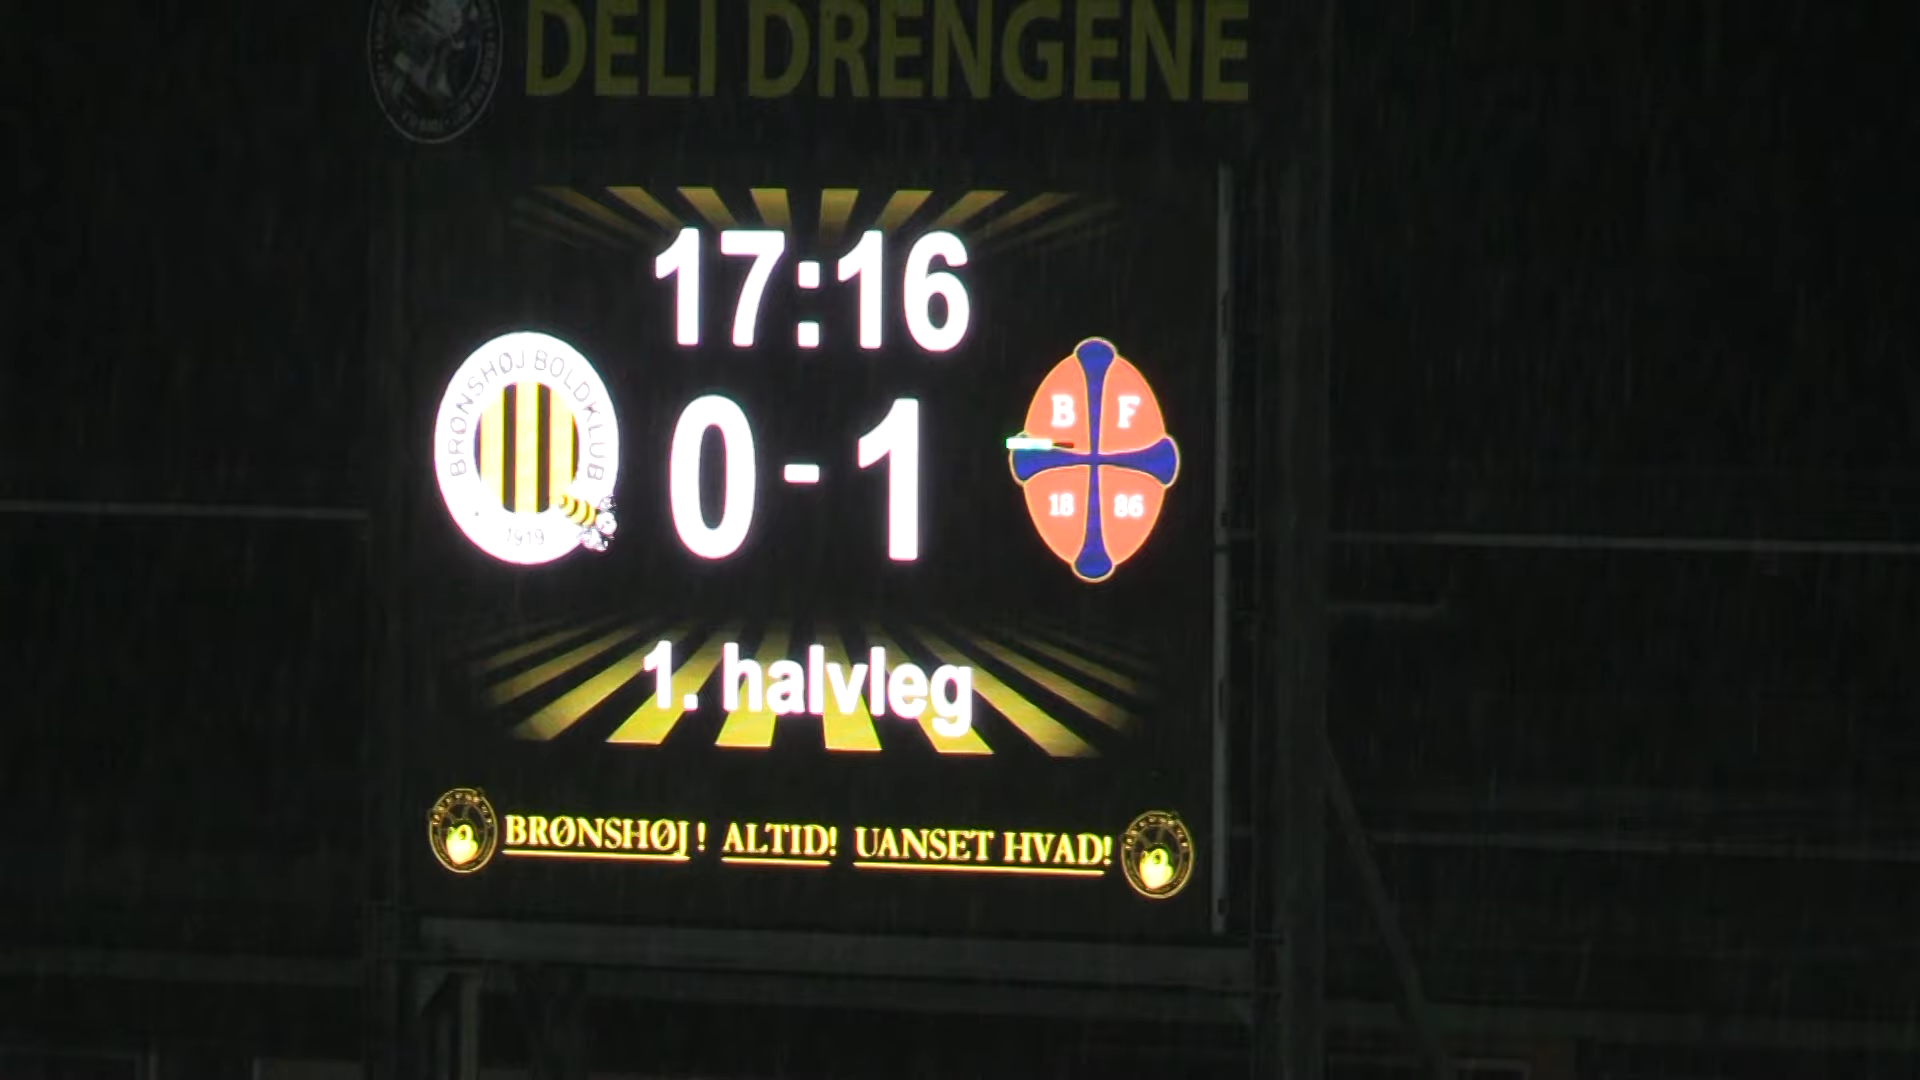 DELI DRENGENE
17:16
BRØNSHØJ BOLDKLUB
1919
0 - 1
B F
18 86
1. halvleg
BRØNSHØJ! ALTID! UANSET HVAD!